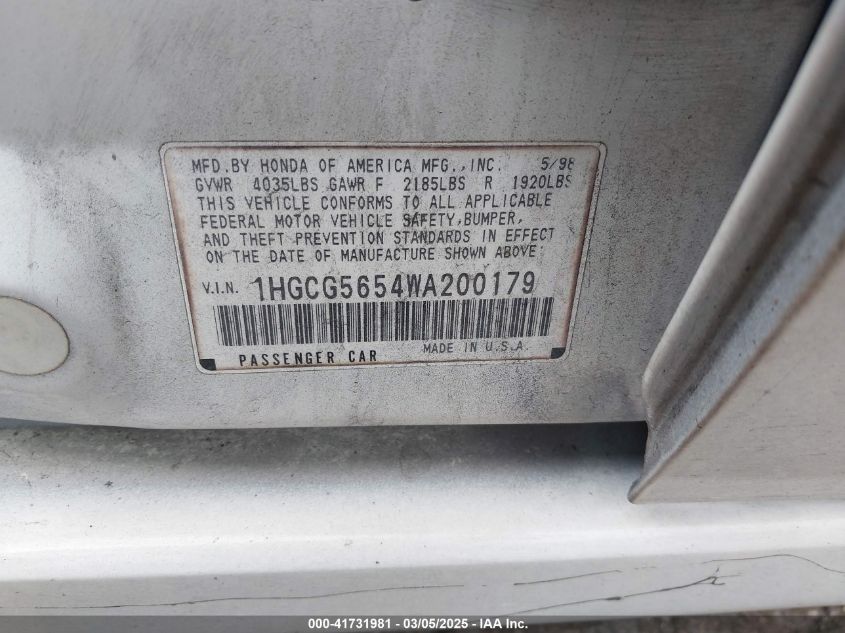 MFD.BY HONDA OF AMERICA MFG.,INC. 5/98
GVWR 4035LBS GAWR F 2185LBS R 1920LBS
THIS VEHICLE CONFORMS TO ALL APPLICABLE
FEDERAL MOTOR VEHICLE SAFETY,BUMPER,
AND THEFT PREVENTION STANDARDS IN EFFECT
ON THE DATE OF MANUFACTURE SHOWN ABOVE.
V.I.N. 1HGCG5654WA200179
PASSENGER CAR MADE IN U.S.A.
000-41731981 - 03/05/2025 - IAA Inc.